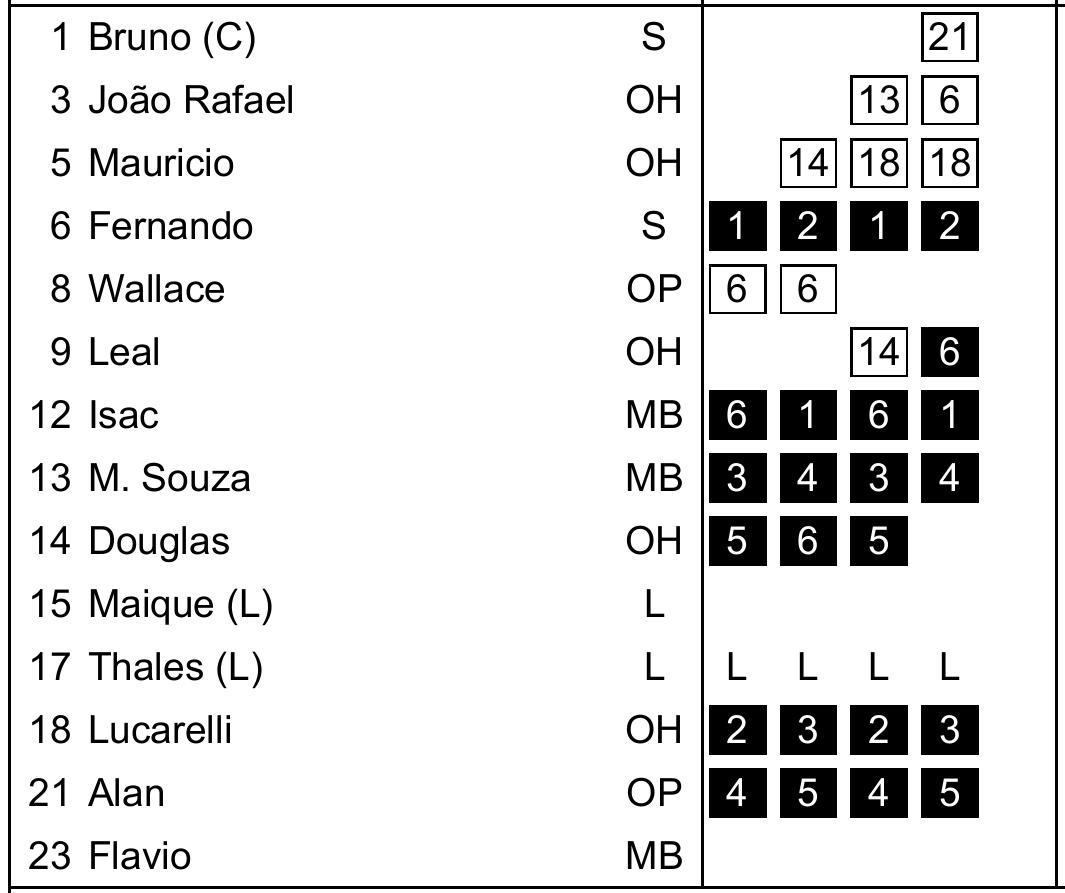 1 Bruno (C) S 21
3 João Rafael OH 13 6
5 Mauricio OH 14 18 18
6 Fernando S 1 2 1 2
8 Wallace OP 6 6
9 Leal OH 14 6
12 Isac MB 6 1 6 1
13 M. Souza MB 3 4 3 4
14 Douglas OH 5 6 5
15 Maique (L) L
17 Thales (L) L L L L L
18 Lucarelli OH 2 3 2 3
21 Alan OP 4 5 4 5
23 Flavio MB